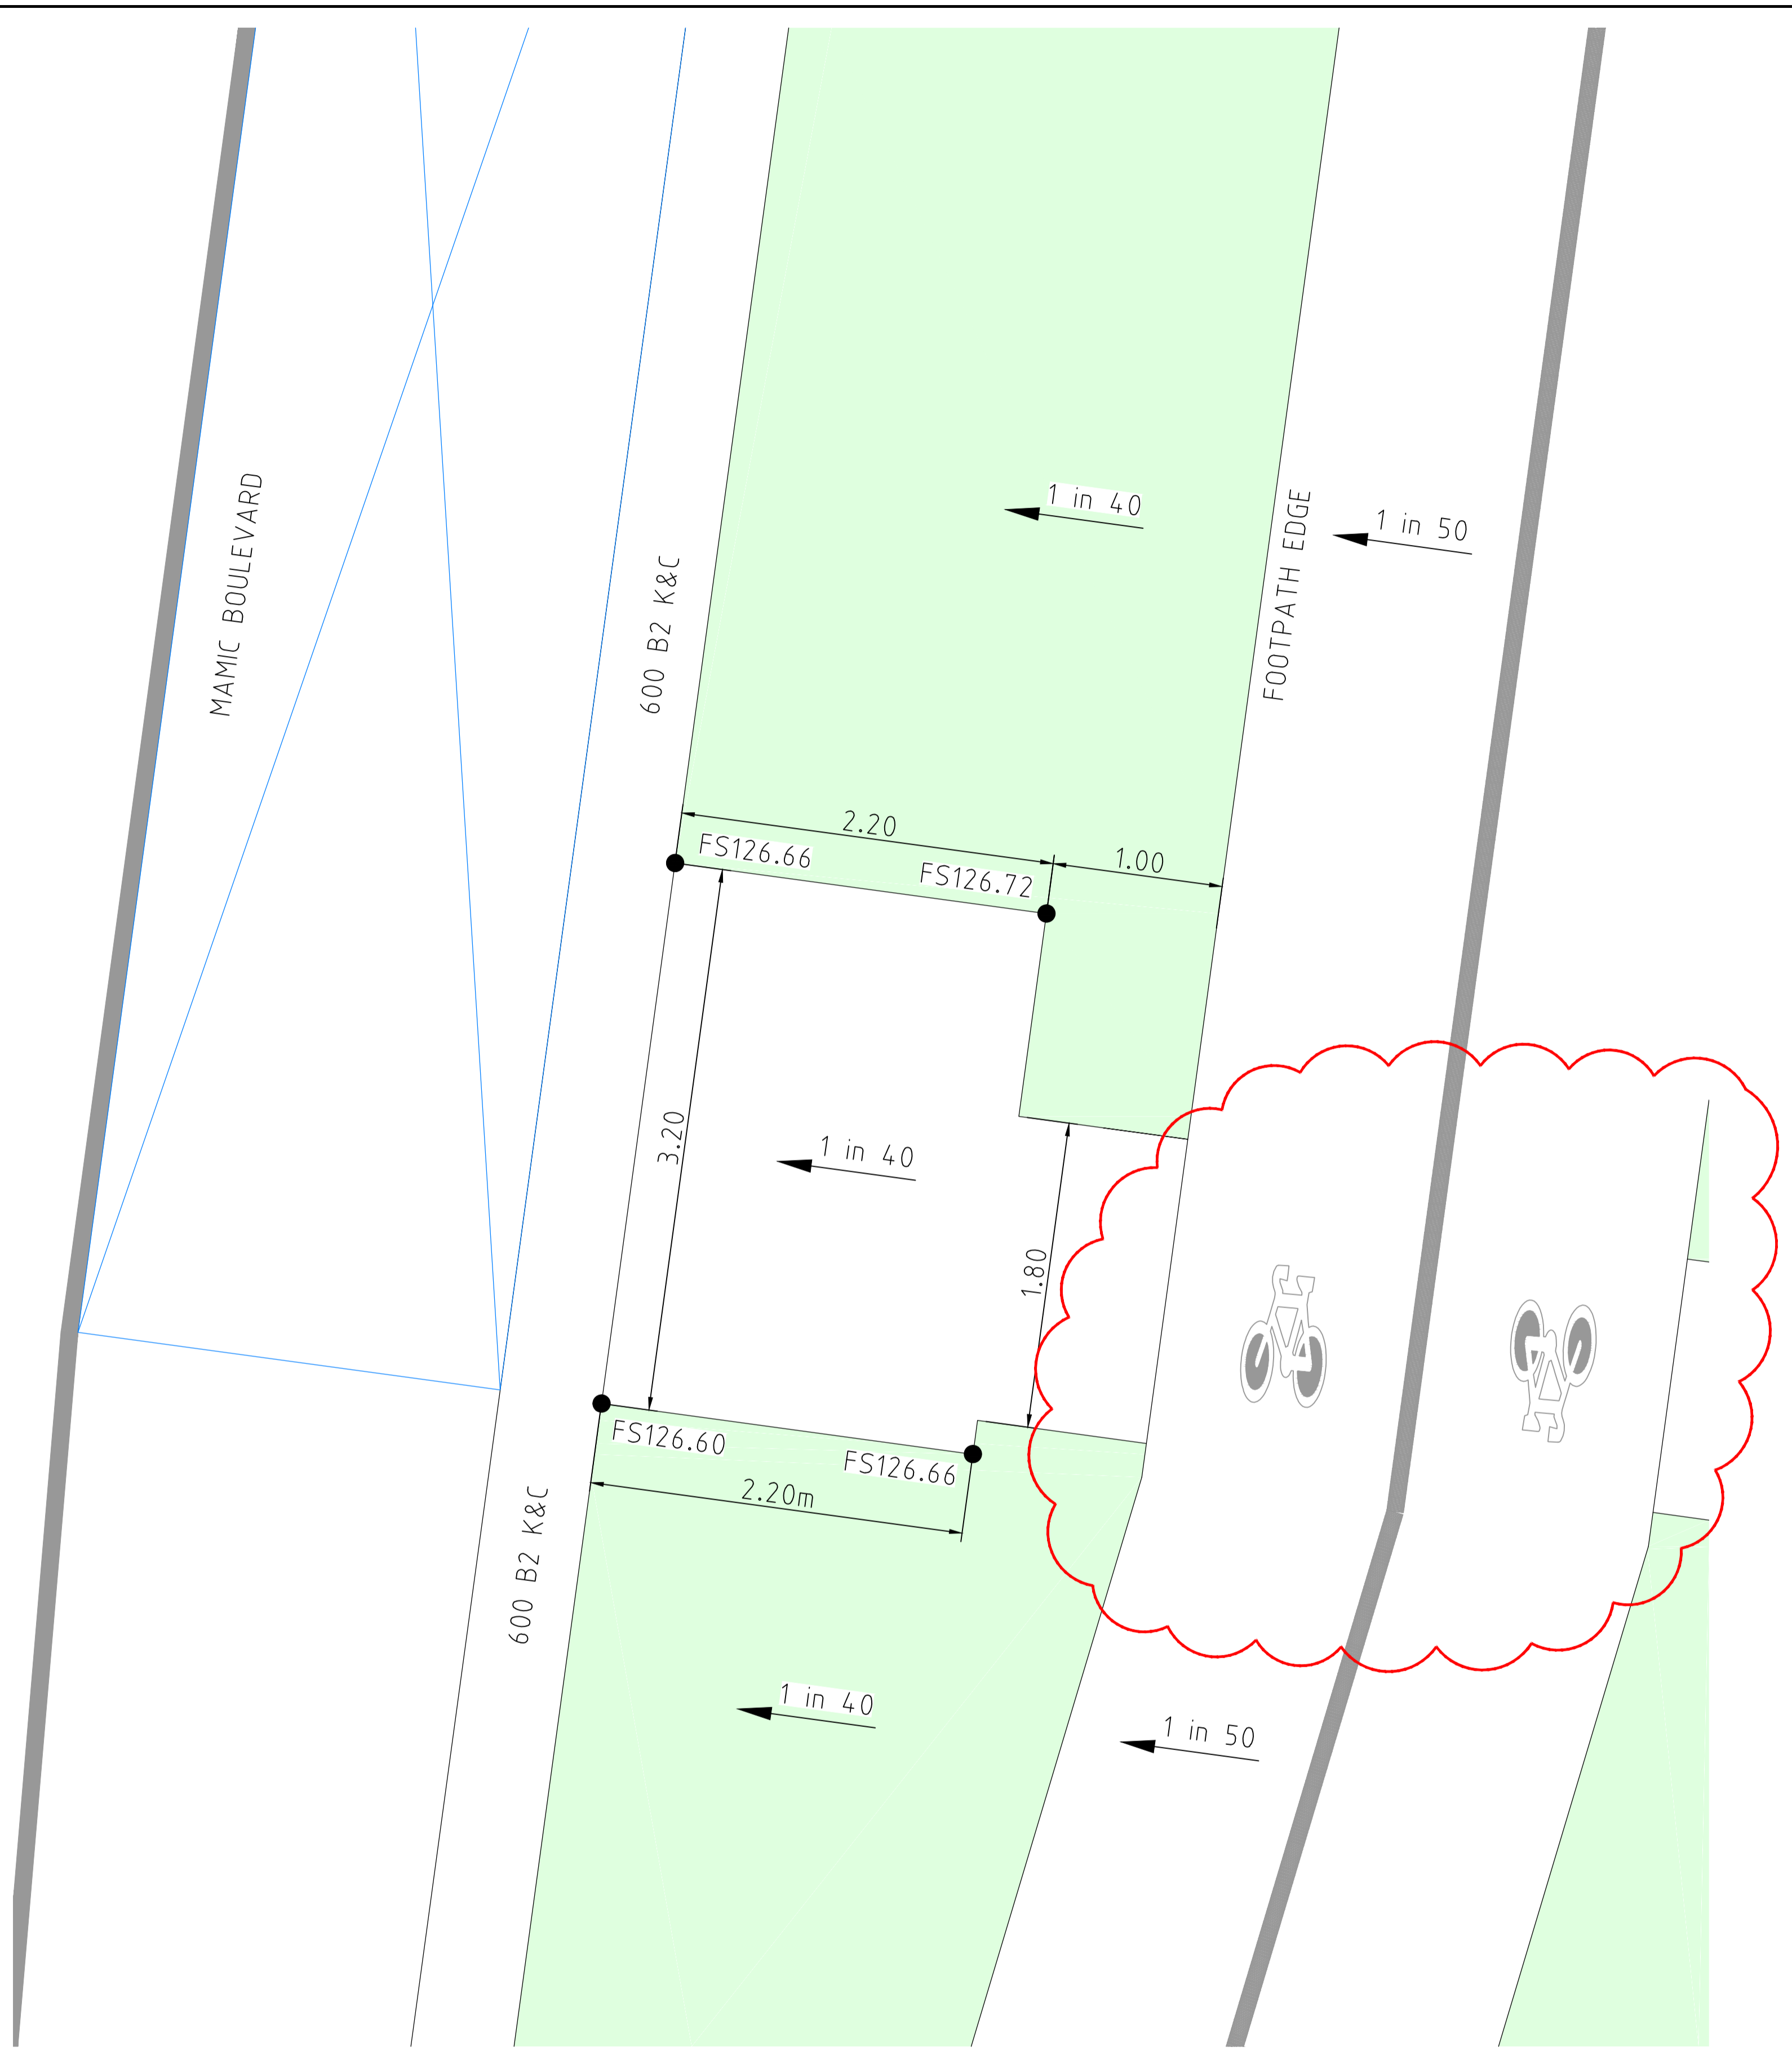 1 in 40
FOOTPATH EDGE
1 in 50
MAMIC BOULEVARD
600 B2 K&C
2.20
1.00
FS126.66
FS126.72
3.20
1 in 40
1.80
FS126.60
FS126.66
2.20m
600 B2 K&C
1 in 40
1 in 50